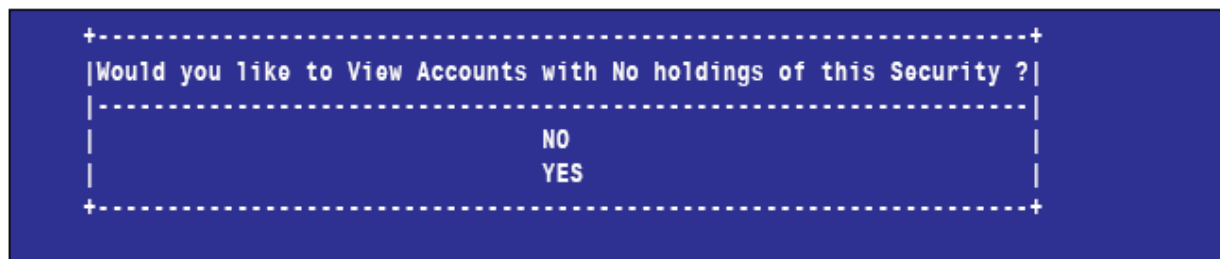 Would you like to View Accounts with No holdings of this Security ?
NO
YES